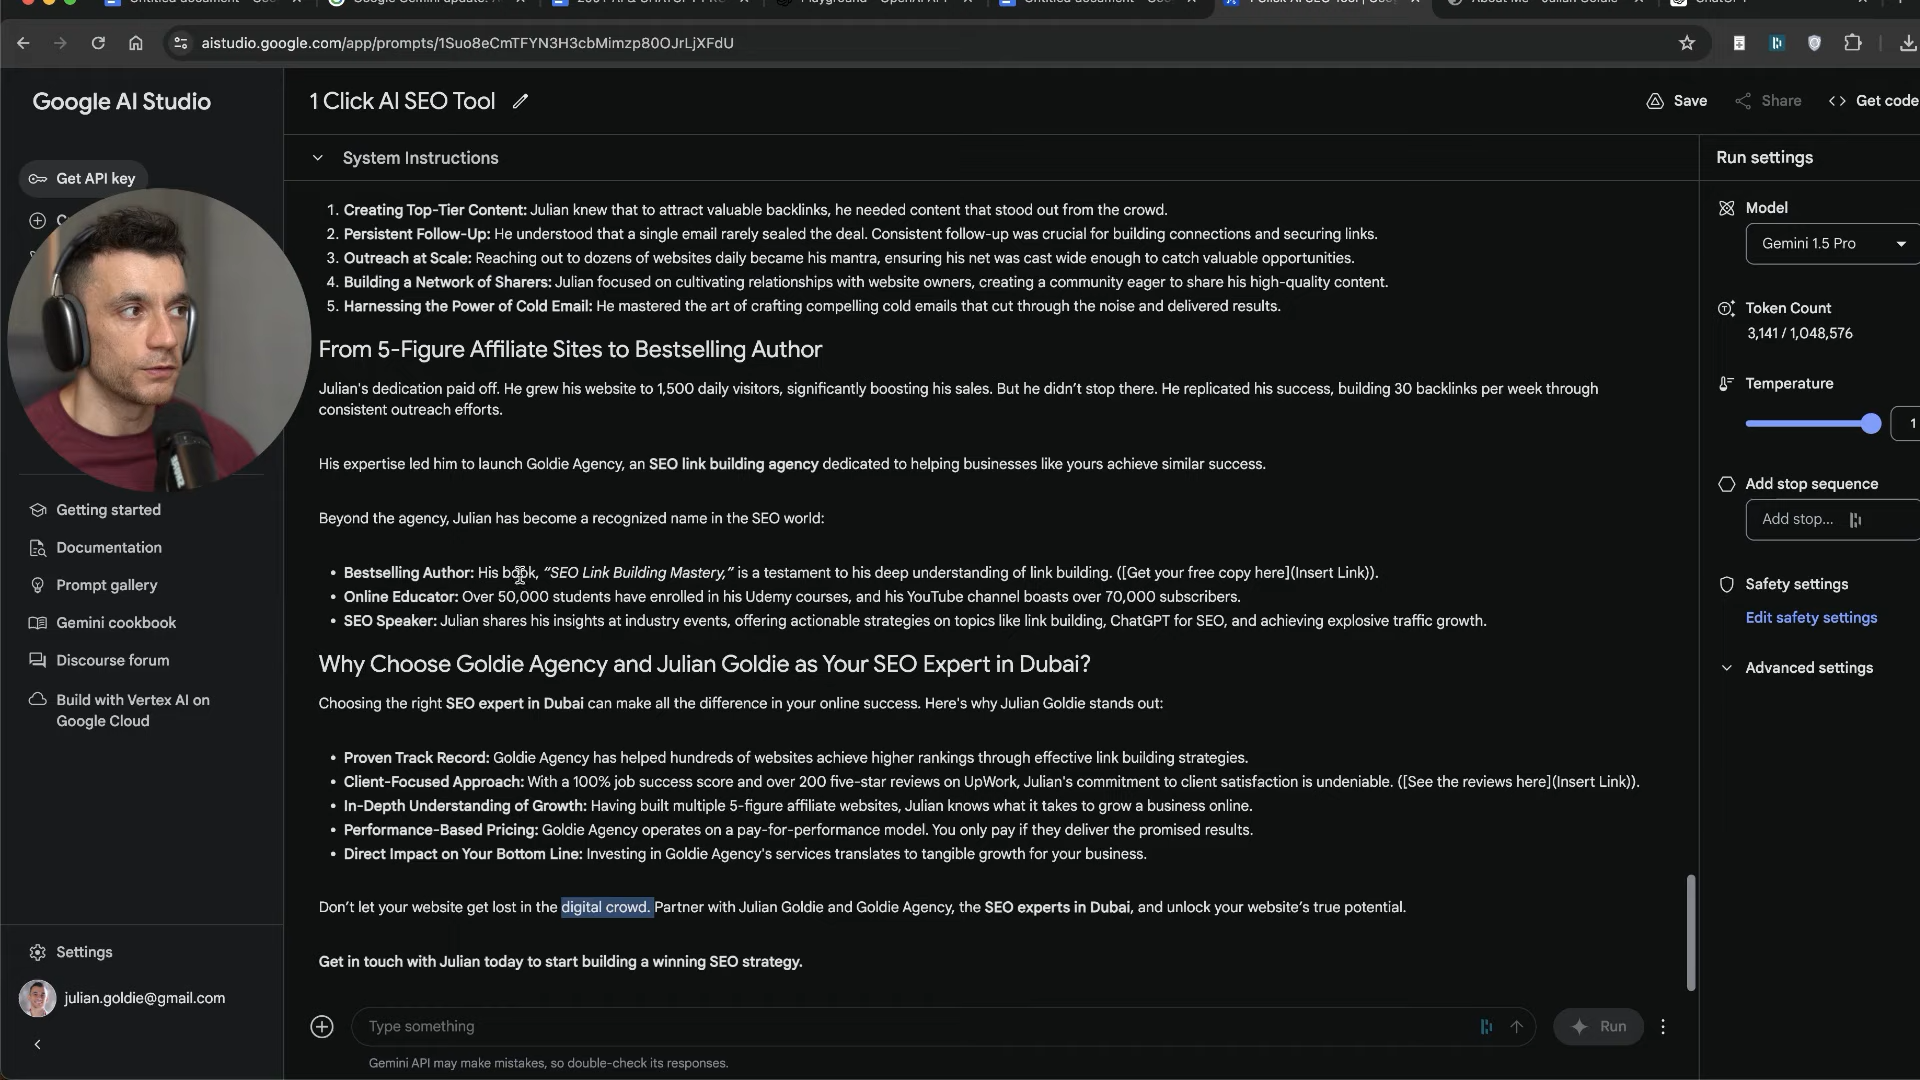 aistudio.google.com/app/prompts/1Suo8eCmTFYN3H3cbMimzp80OJrLjXFdU
Google AI Studio
1 Click AI SEO Tool
Save
Share
Get code
Get API key
System Instructions
Run settings
1. Creating Top-Tier Content: Julian knew that to attract valuable backlinks, he needed content that stood out from the crowd.
2. Persistent Follow-Up: He understood that a single email rarely sealed the deal. Consistent follow-up was crucial for building connections and securing links.
3. Outreach at Scale: Reaching out to dozens of websites daily became his mantra, ensuring his net was cast wide enough to catch valuable opportunities.
4. Building a Network of Sharers: Julian focused on cultivating relationships with website owners, creating a community eager to share his high-quality content.
5. Harnessing the Power of Cold Email: He mastered the art of crafting compelling cold emails that cut through the noise and delivered results.
From 5-Figure Affiliate Sites to Bestselling Author
Julian's dedication paid off. He grew his website to 1,500 daily visitors, significantly boosting his sales. But he didn’t stop there. He replicated his success, building 30 backlinks per week through
consistent outreach efforts.
His expertise led him to launch Goldie Agency, an SEO link building agency dedicated to helping businesses like yours achieve similar success.
Beyond the agency, Julian has become a recognized name in the SEO world:
• Bestselling Author: His book, “SEO Link Building Mastery,” is a testament to his deep understanding of link building. ([Get your free copy here](Insert Link)).
• Online Educator: Over 50,000 students have enrolled in his Udemy courses, and his YouTube channel boasts over 70,000 subscribers.
• SEO Speaker: Julian shares his insights at industry events, offering actionable strategies on topics like link building, ChatGPT for SEO, and achieving explosive traffic growth.
Why Choose Goldie Agency and Julian Goldie as Your SEO Expert in Dubai?
Choosing the right SEO expert in Dubai can make all the difference in your online success. Here's why Julian Goldie stands out:
• Proven Track Record: Goldie Agency has helped hundreds of websites achieve higher rankings through effective link building strategies.
• Client-Focused Approach: With a 100% job success score and over 200 five-star reviews on UpWork, Julian's commitment to client satisfaction is undeniable. ([See the reviews here](Insert Link)).
• In-Depth Understanding of Growth: Having built multiple 5-figure affiliate websites, Julian knows what it takes to grow a business online.
• Performance-Based Pricing: Goldie Agency operates on a pay-for-performance model. You only pay if they deliver the promised results.
• Direct Impact on Your Bottom Line: Investing in Goldie Agency's services translates to tangible growth for your business.
Don’t let your website get lost in the digital crowd. Partner with Julian Goldie and Goldie Agency, the SEO experts in Dubai, and unlock your website’s true potential.
Get in touch with Julian today to start building a winning SEO strategy.
Type something
Run
Gemini API may make mistakes, so double-check its responses.
Model
Gemini 1.5 Pro
Token Count
3,141 / 1,048,576
Temperature
1
Add stop sequence
Add stop...
Safety settings
Edit safety settings
Advanced settings
Getting started
Documentation
Prompt gallery
Gemini cookbook
Discourse forum
Build with Vertex AI on
Google Cloud
Settings
julian.goldie@gmail.com